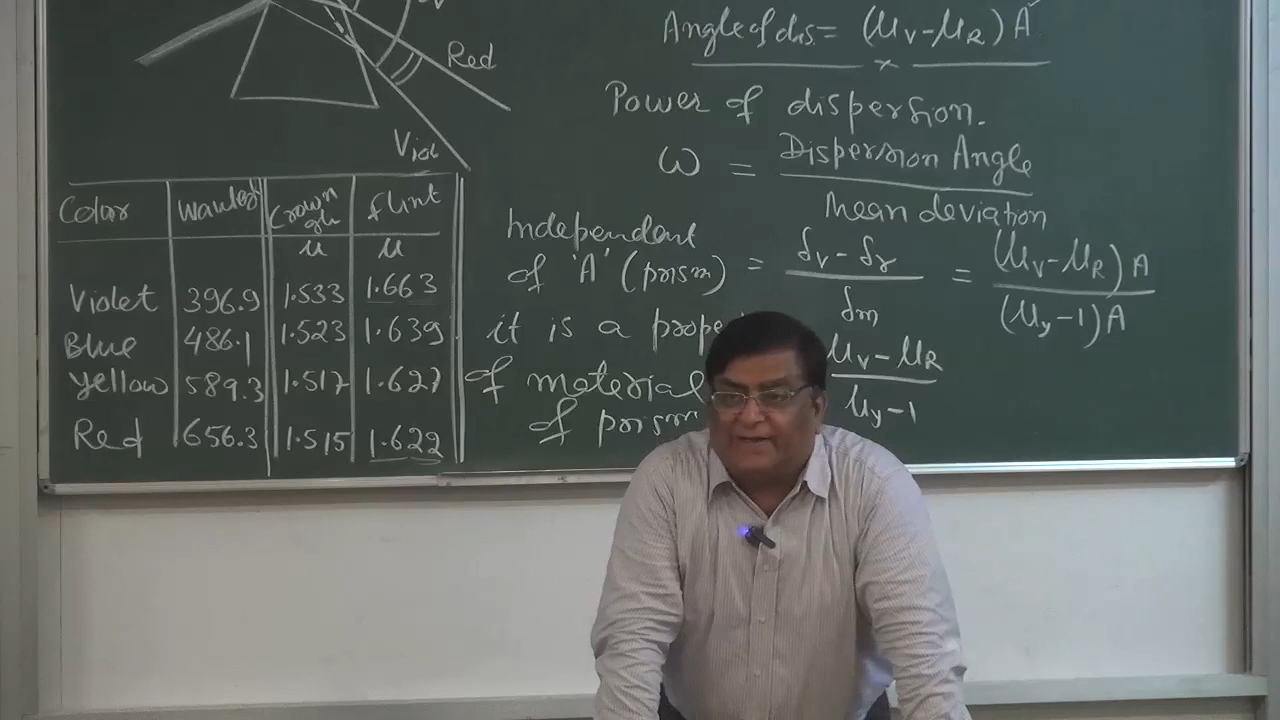 Red
Viol
Color | Wavlet | Crown gls | flint
μ | μ
Violet | 396.9 | 1.533 | 1.663
Blue | 486.1 | 1.523 | 1.639
Yellow | 589.3 | 1.517 | 1.627
Red | 656.3 | 1.515 | 1.622
Angle of dis = (μv-μR) A
Power of dispersion.
ω = Dispersion Angle
Mean deviation
= δv - δr / δm = (μv-μR) A / (μy-1) A
μv-μR / μy-1
Independent
of 'A' (prism)
it is a prope
of material
of prism